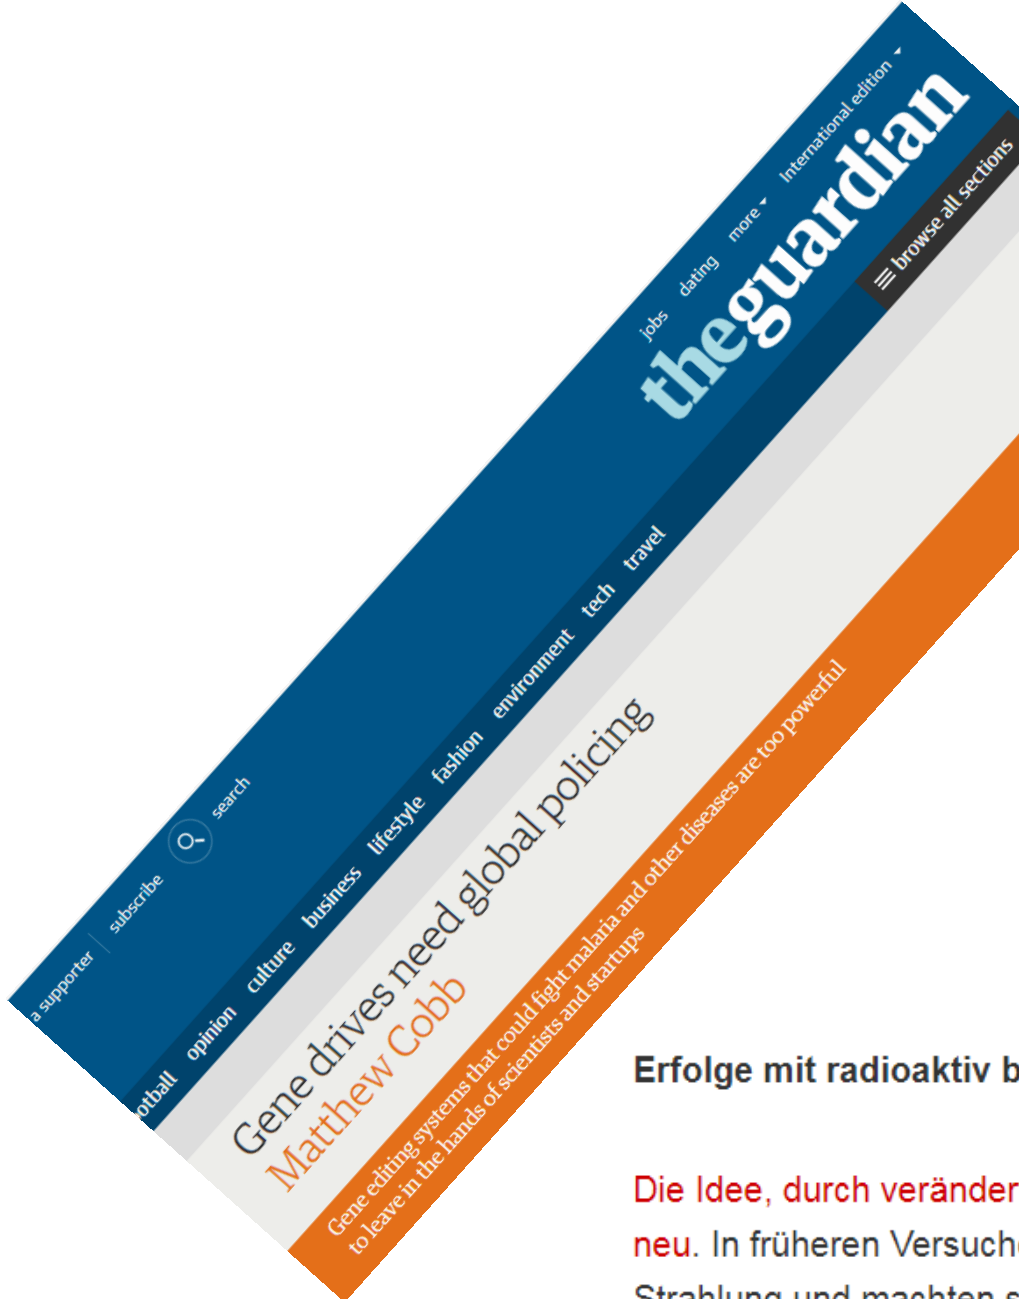 a supporter
subscribe
search
jobs
dating
more
International edition
theguardian
otball
opinion
culture
business
lifestyle
fashion
environment
tech
travel
browse all sections
Gene drives need global policing
Matthew Cobb
Gene editing systems that could fight malaria and other diseases are too powerful
to leave in the hands of scientists and startups
Erfolge mit radioaktiv b
Die Idee, durch veränder
neu. In früheren Versuch
Strahlung und machten s